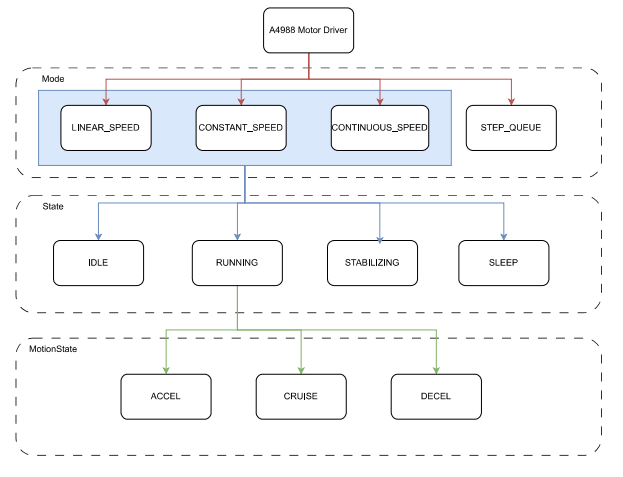 A4988 Motor Driver
Mode
LINEAR_SPEED
CONSTANT_SPEED
CONTINUOUS_SPEED
STEP_QUEUE
State
IDLE
RUNNING
STABILIZING
SLEEP
MotionState
ACCEL
CRUISE
DECEL